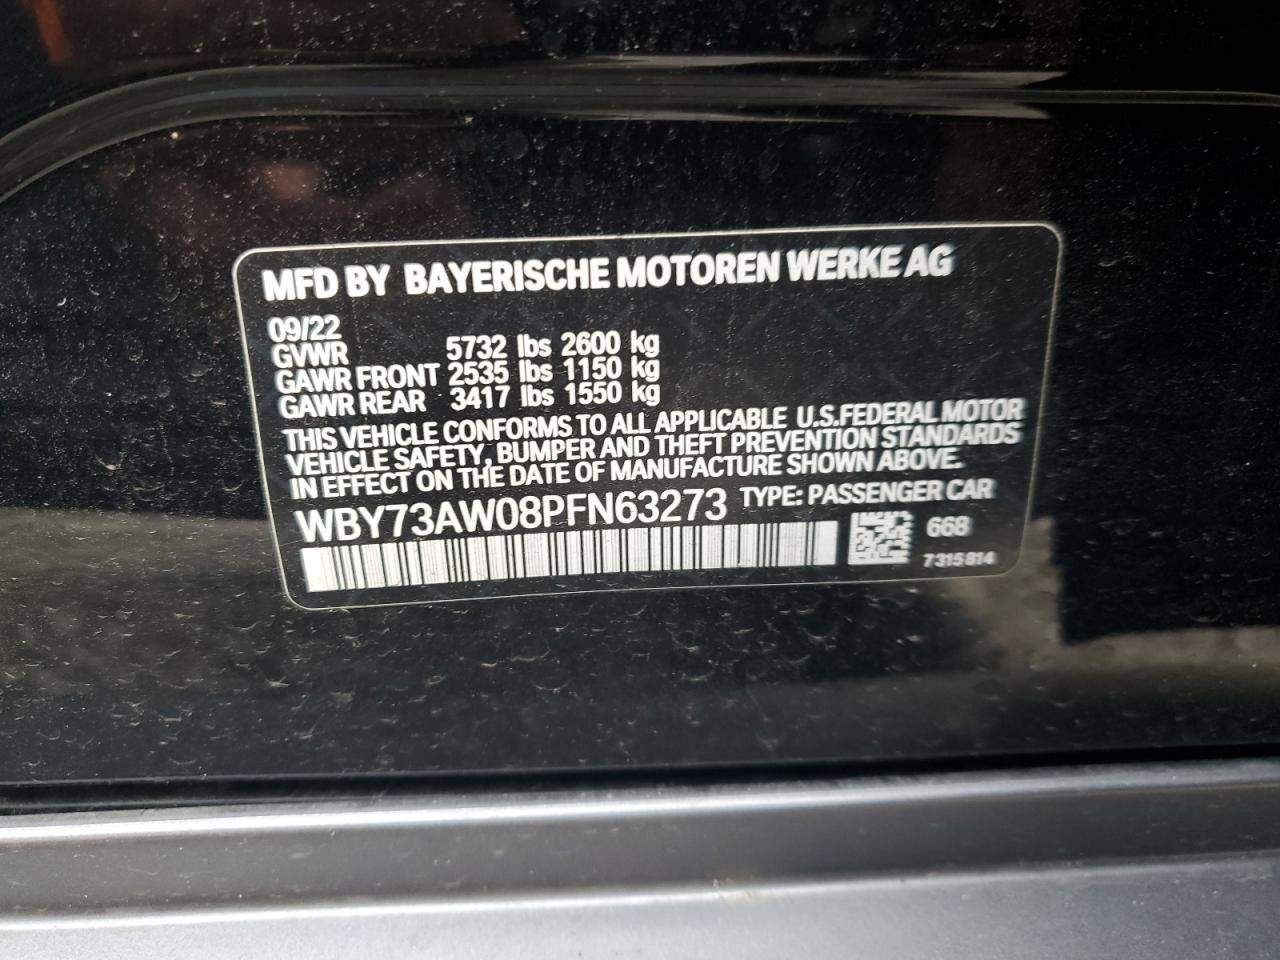 MFD BY BAYERISCHE MOTOREN WERKE AG
09/22
GVWR 5732 lbs 2600 kg
GAWR FRONT 2535 lbs 1150 kg
GAWR REAR 3417 lbs 1550 kg
THIS VEHICLE CONFORMS TO ALL APPLICABLE U.S.FEDERAL MOTOR
VEHICLE SAFETY, BUMPER AND THEFT PREVENTION STANDARDS
IN EFFECT ON THE DATE OF MANUFACTURE SHOWN ABOVE.
WBY73AW08PFN63273 TYPE: PASSENGER CAR
668
7315814